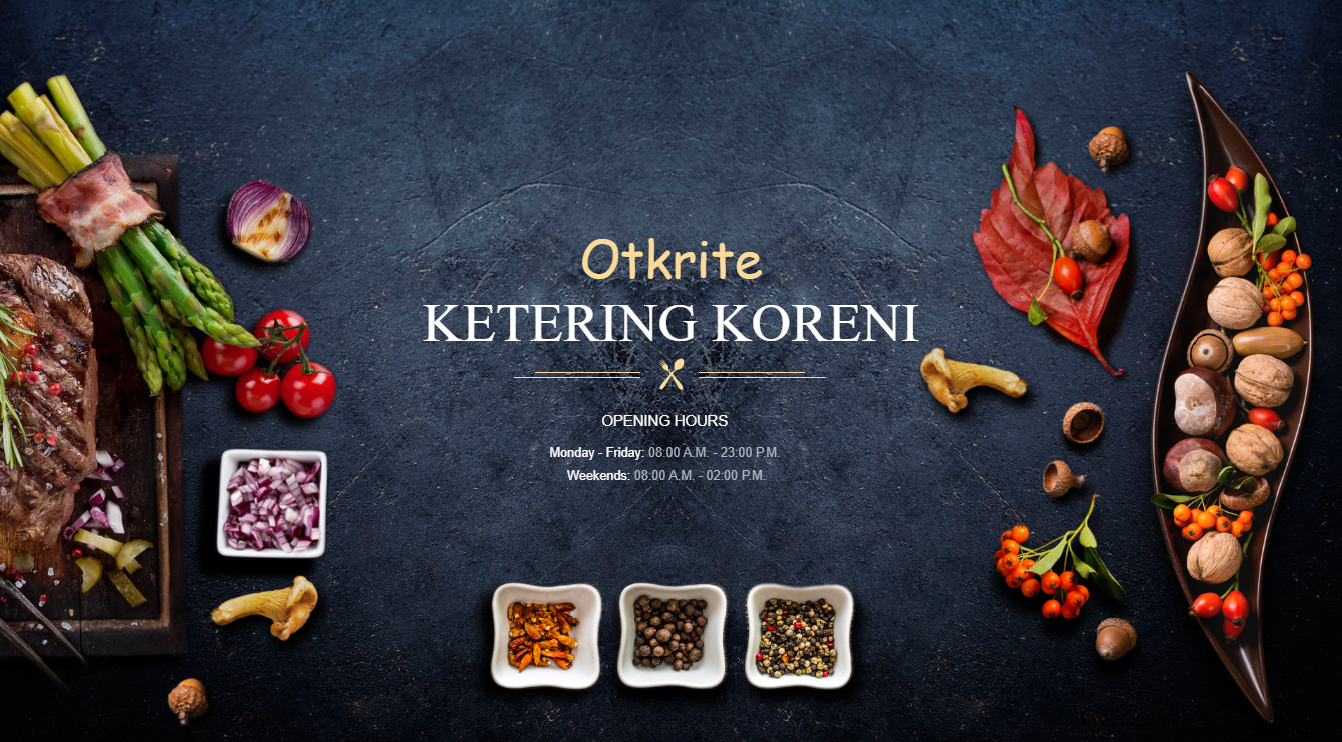 Otkrite
KETERING KORENI
OPENING HOURS
Monday - Friday: 08:00 A.M. - 23:00 P.M.
Weekends: 08:00 A.M. - 02:00 P.M.